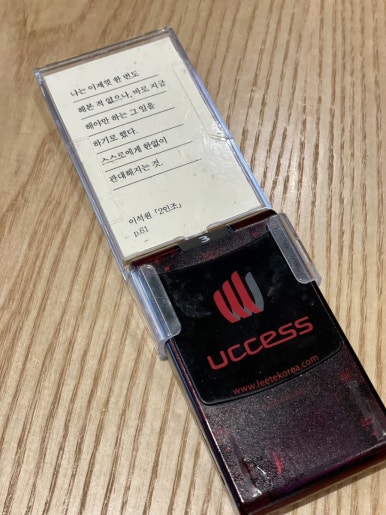 나는 이제껏 한 번도
해본 적 없으나, 바로 지금
해야만 하는 그 일을
하기로 했다.
스스로에게 한없이
관대해지는 것.
이석원 『2인조』
p.61
3
uccess
www.leetekorea.com